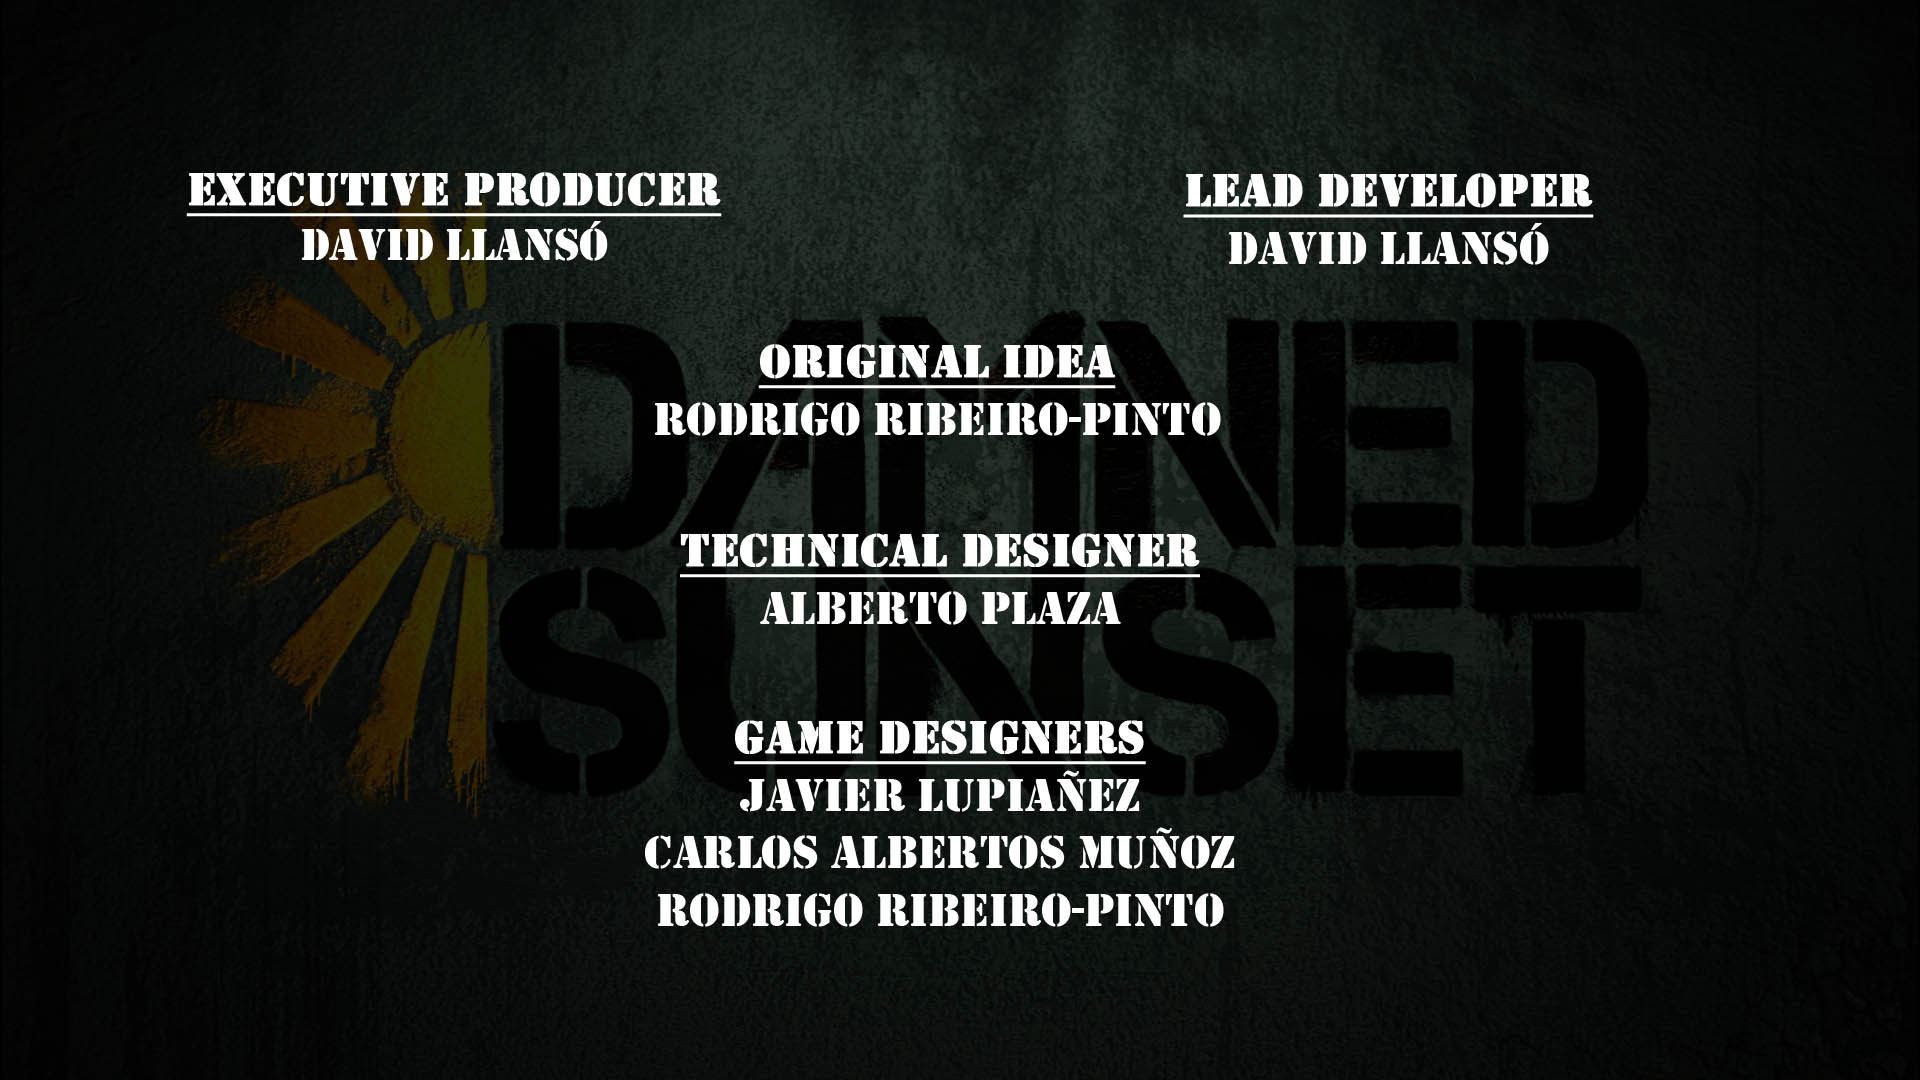 EXECUTIVE PRODUCER
DAVID LLANSÓ
LEAD DEVELOPER
DAVID LLANSÓ
ORIGINAL IDEA
RODRIGO RIBEIRO-PINTO
TECHNICAL DESIGNER
ALBERTO PLAZA
GAME DESIGNERS
JAVIER LUPIAÑEZ
CARLOS ALBERTOS MUÑOZ
RODRIGO RIBEIRO-PINTO
DAMNED
SUNSET